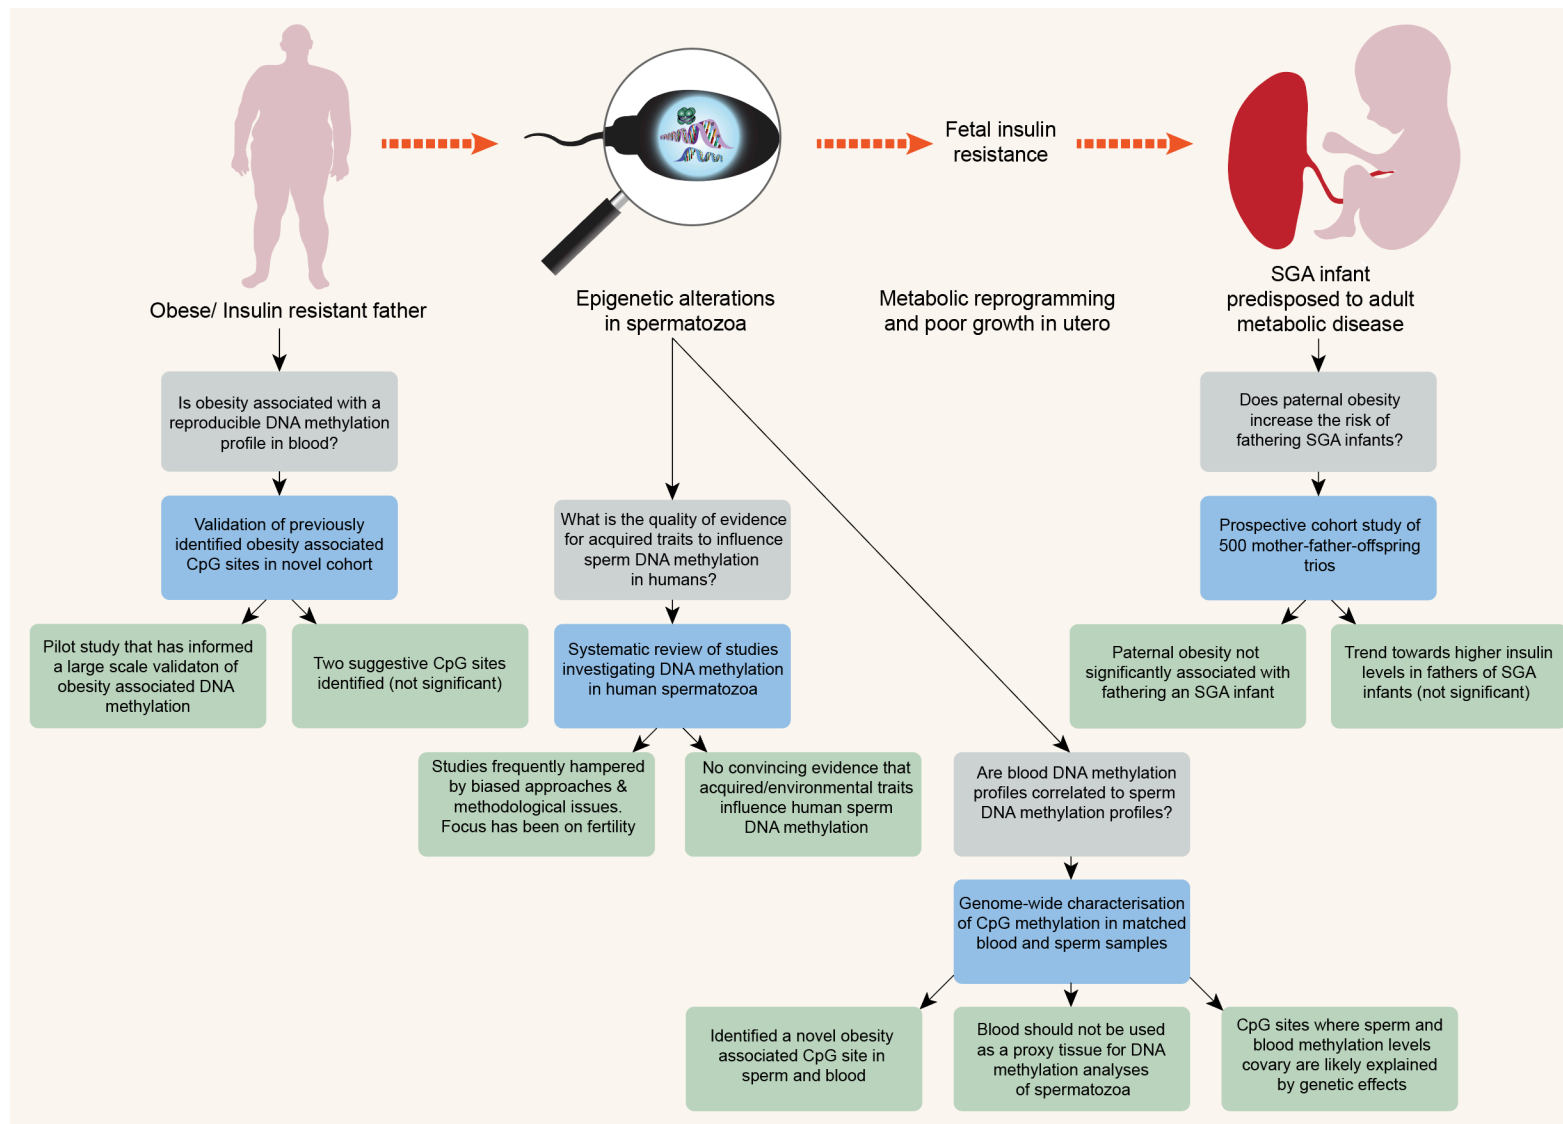 Fetal insulin
resistance
Obese/ Insulin resistant father
Epigenetic alterations
in spermatozoa
Metabolic reprogramming
and poor growth in utero
SGA infant
predisposed to adult
metabolic disease
Is obesity associated with a
reproducible DNA methylation
profile in blood?
Validation of previously
identified obesity associated
CpG sites in novel cohort
Pilot study that has informed
a large scale validaton of
obesity associated DNA
methylation
Two suggestive CpG sites
identified (not significant)
What is the quality of evidence
for acquired traits to influence
sperm DNA methylation
in humans?
Systematic review of studies
investigating DNA methylation
in human spermatozoa
Studies frequently hampered
by biased approaches &
methodological issues.
Focus has been on fertility
No convincing evidence that
acquired/environmental traits
influence human sperm
DNA methylation
Does paternal obesity
increase the risk of
fathering SGA infants?
Prospective cohort study of
500 mother-father-offspring
trios
Paternal obesity not
significantly associated with
fathering an SGA infant
Trend towards higher insulin
levels in fathers of SGA
infants (not significant)
Are blood DNA methylation
profiles correlated to sperm
DNA methylation profiles?
Genome-wide characterisation
of CpG methylation in matched
blood and sperm samples
Identified a novel obesity
associated CpG site in
sperm and blood
Blood should not be used
as a proxy tissue for DNA
methylation analyses
of spermatozoa
CpG sites where sperm and
blood methylation levels
covary are likely explained
by genetic effects